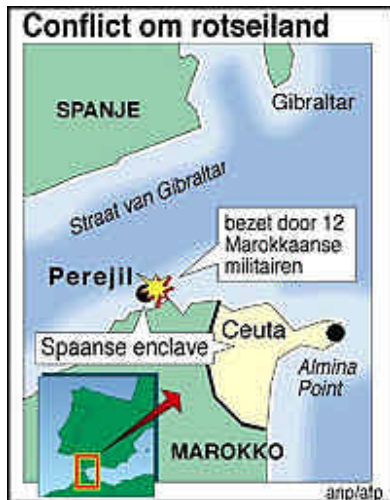 Conflict om rotseiland
SPANJE
Gibraltar
Straat van Gibraltar
bezet door 12
Marokkaanse
militairen
Perejil
Spaanse enclave
Ceuta
Almina
Point
MAROKKO
anp/afp